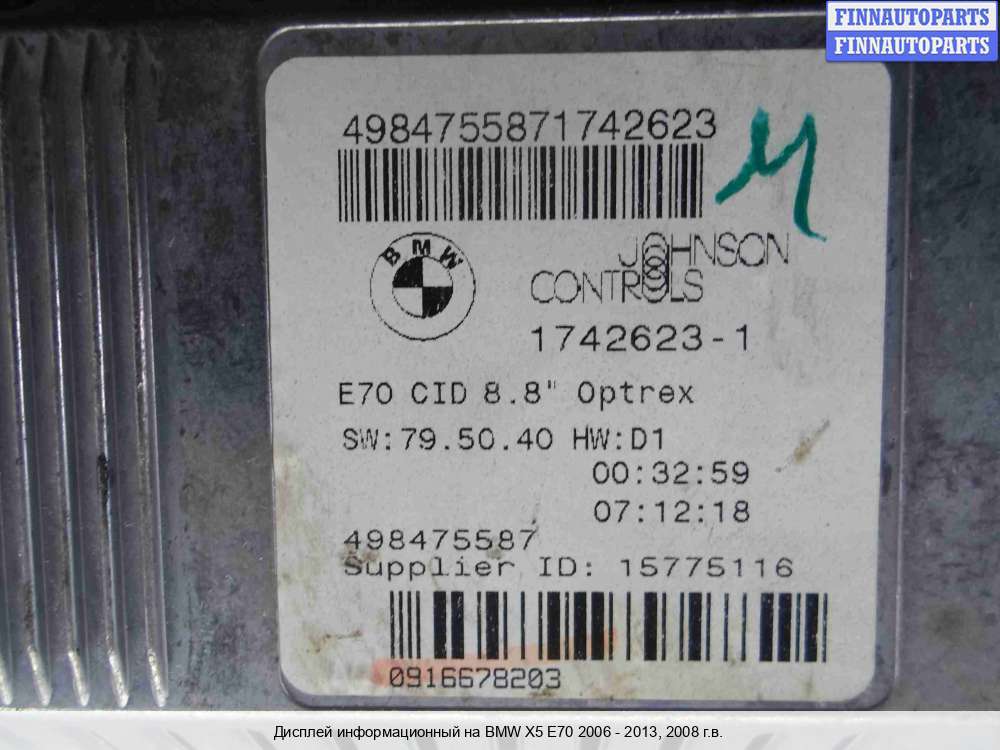 FINNAUTOPARTS
FINNAUTOPARTS
4984755871742623
BMW
JOHNSON
CONTROLS
1742623-1
E70 CID 8.8" Optrex
SW:79.50.40 HW:D1
00:32:59
07:12:18
498475587
Supplier ID: 15775116
0916678203
Дисплей информационный на BMW X5 E70 2006 - 2013, 2008 г.в.